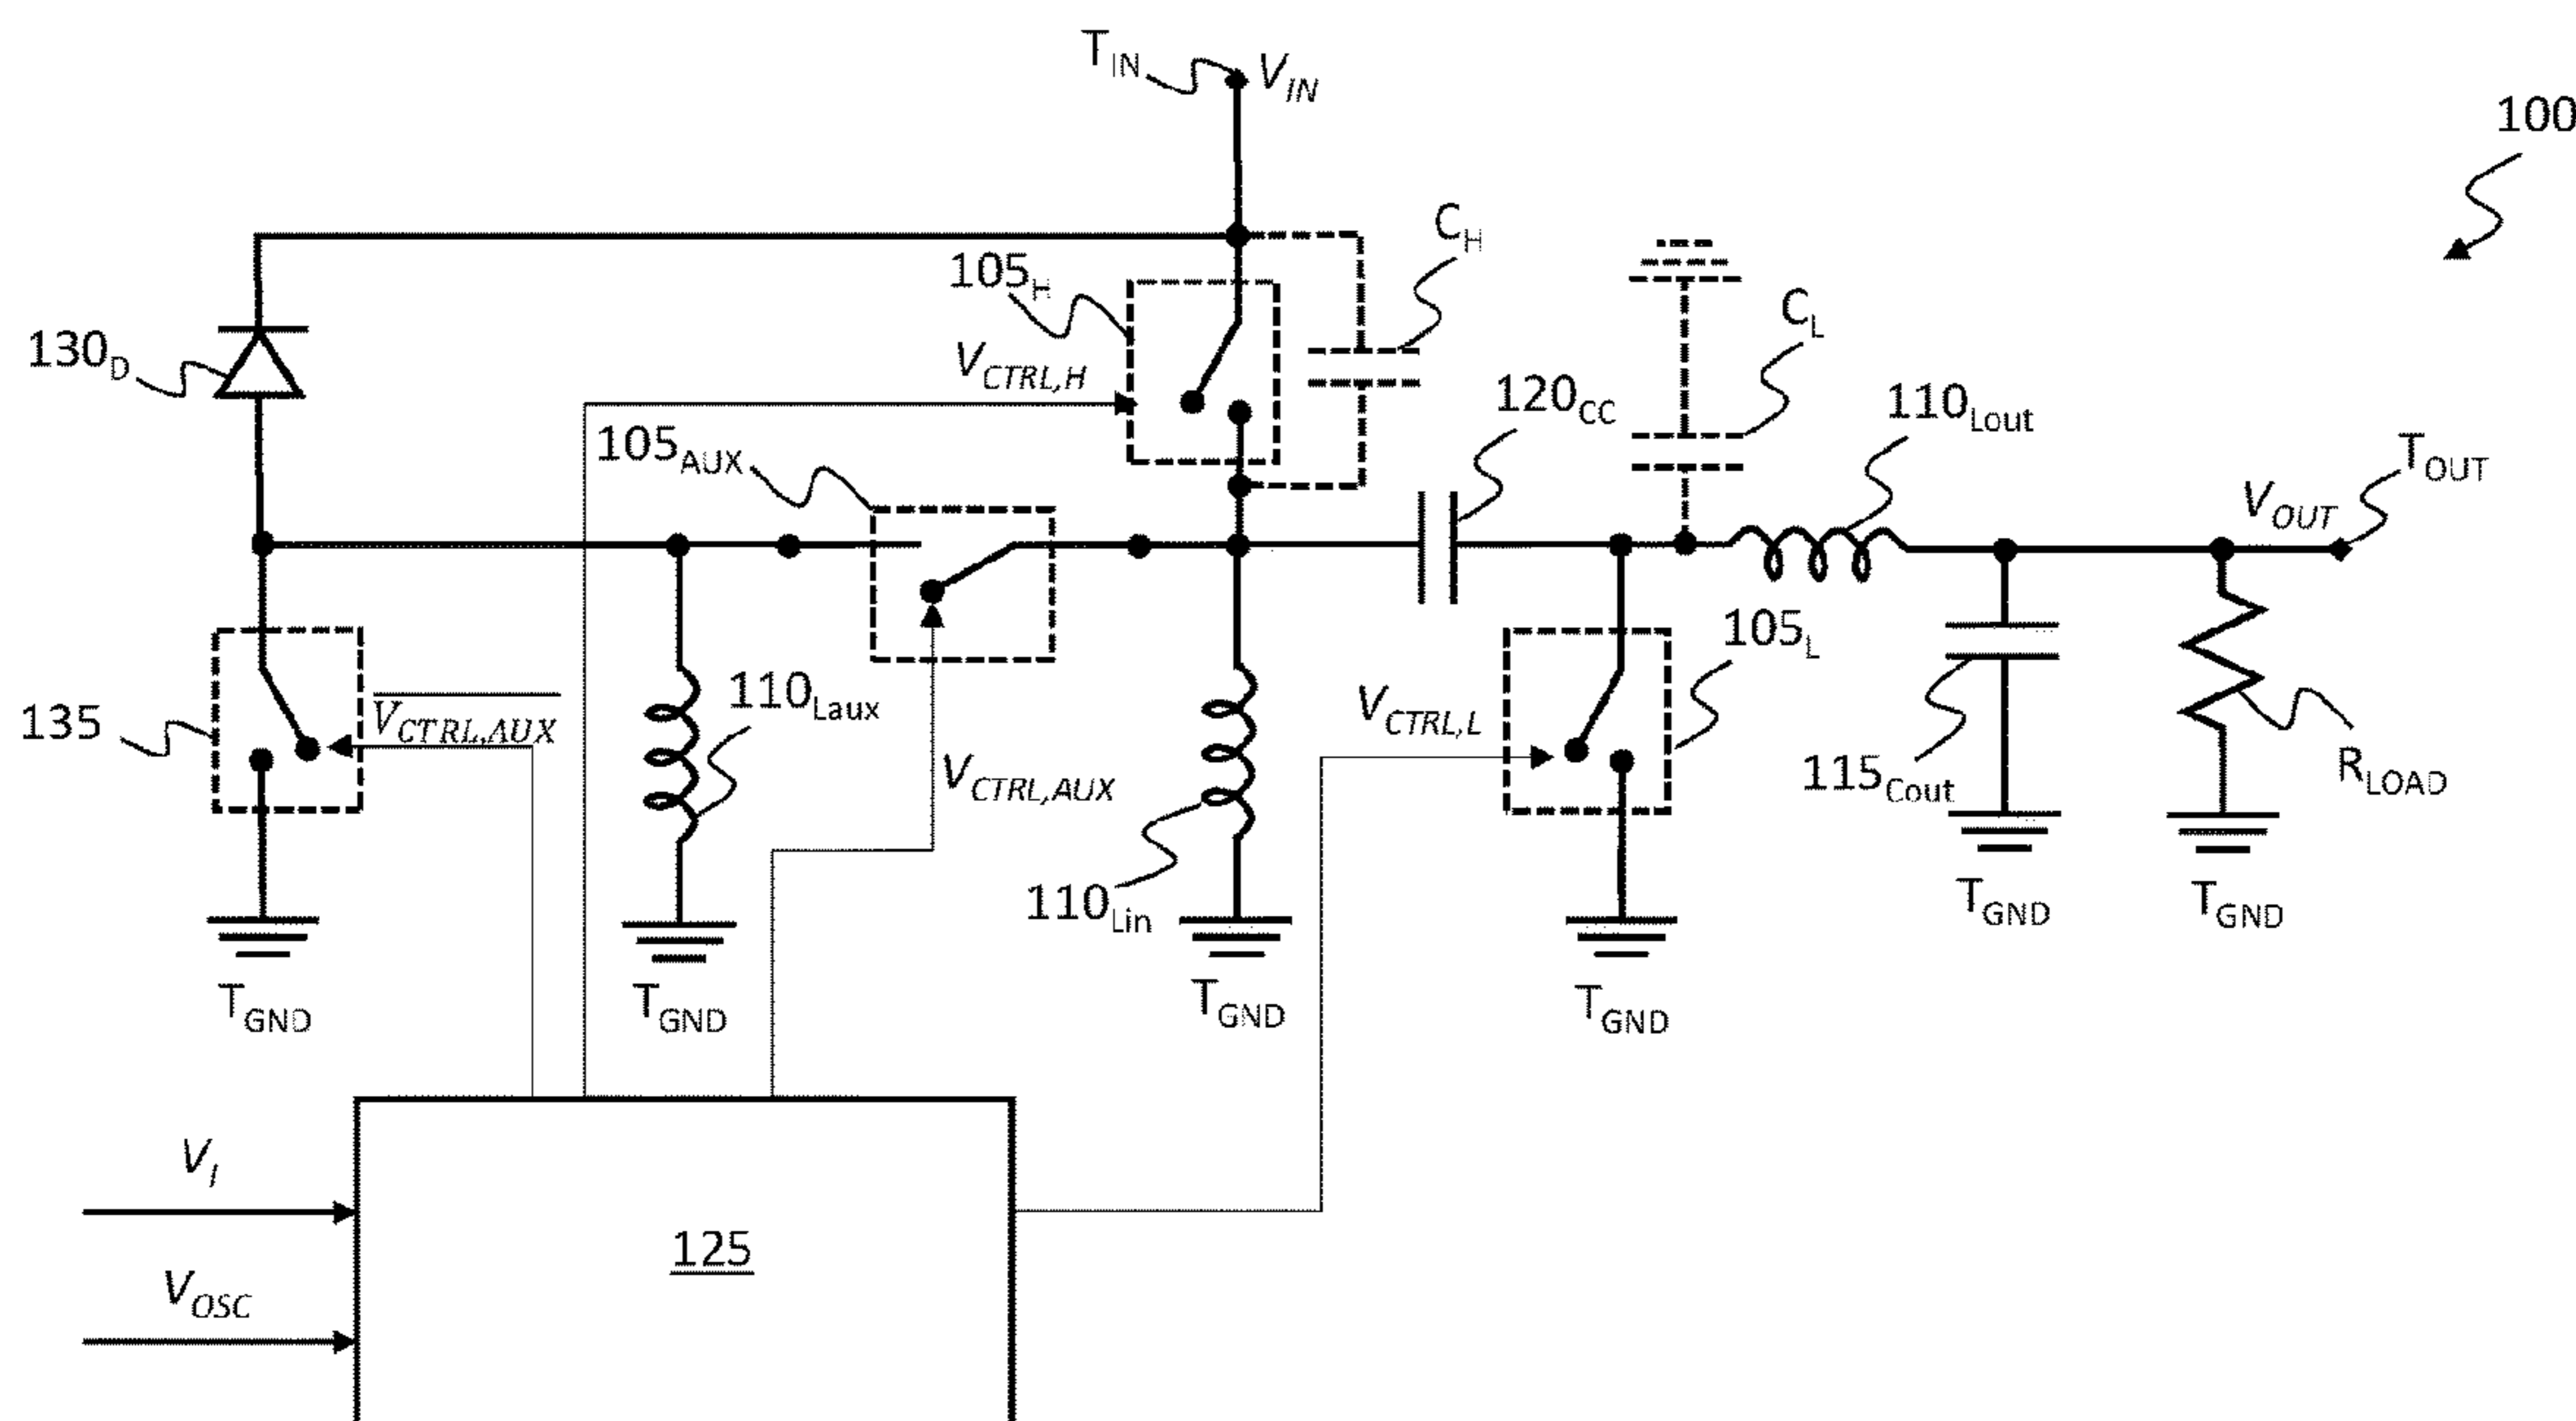 T_IN V_IN
100
C_H
105_H
C_L
130_D
V_CTRL,H
120_CC
110_Lout
105_AUX
T_OUT
V_OUT
105_L
110_Laux
V_CTRL,L
135
V̅_CTRL,AUX
V_CTRL,AUX
115_Cout
R_LOAD
110_Lin
T_GND
T_GND
T_GND
T_GND
T_GND
T_GND
V_I
125
V_OSC